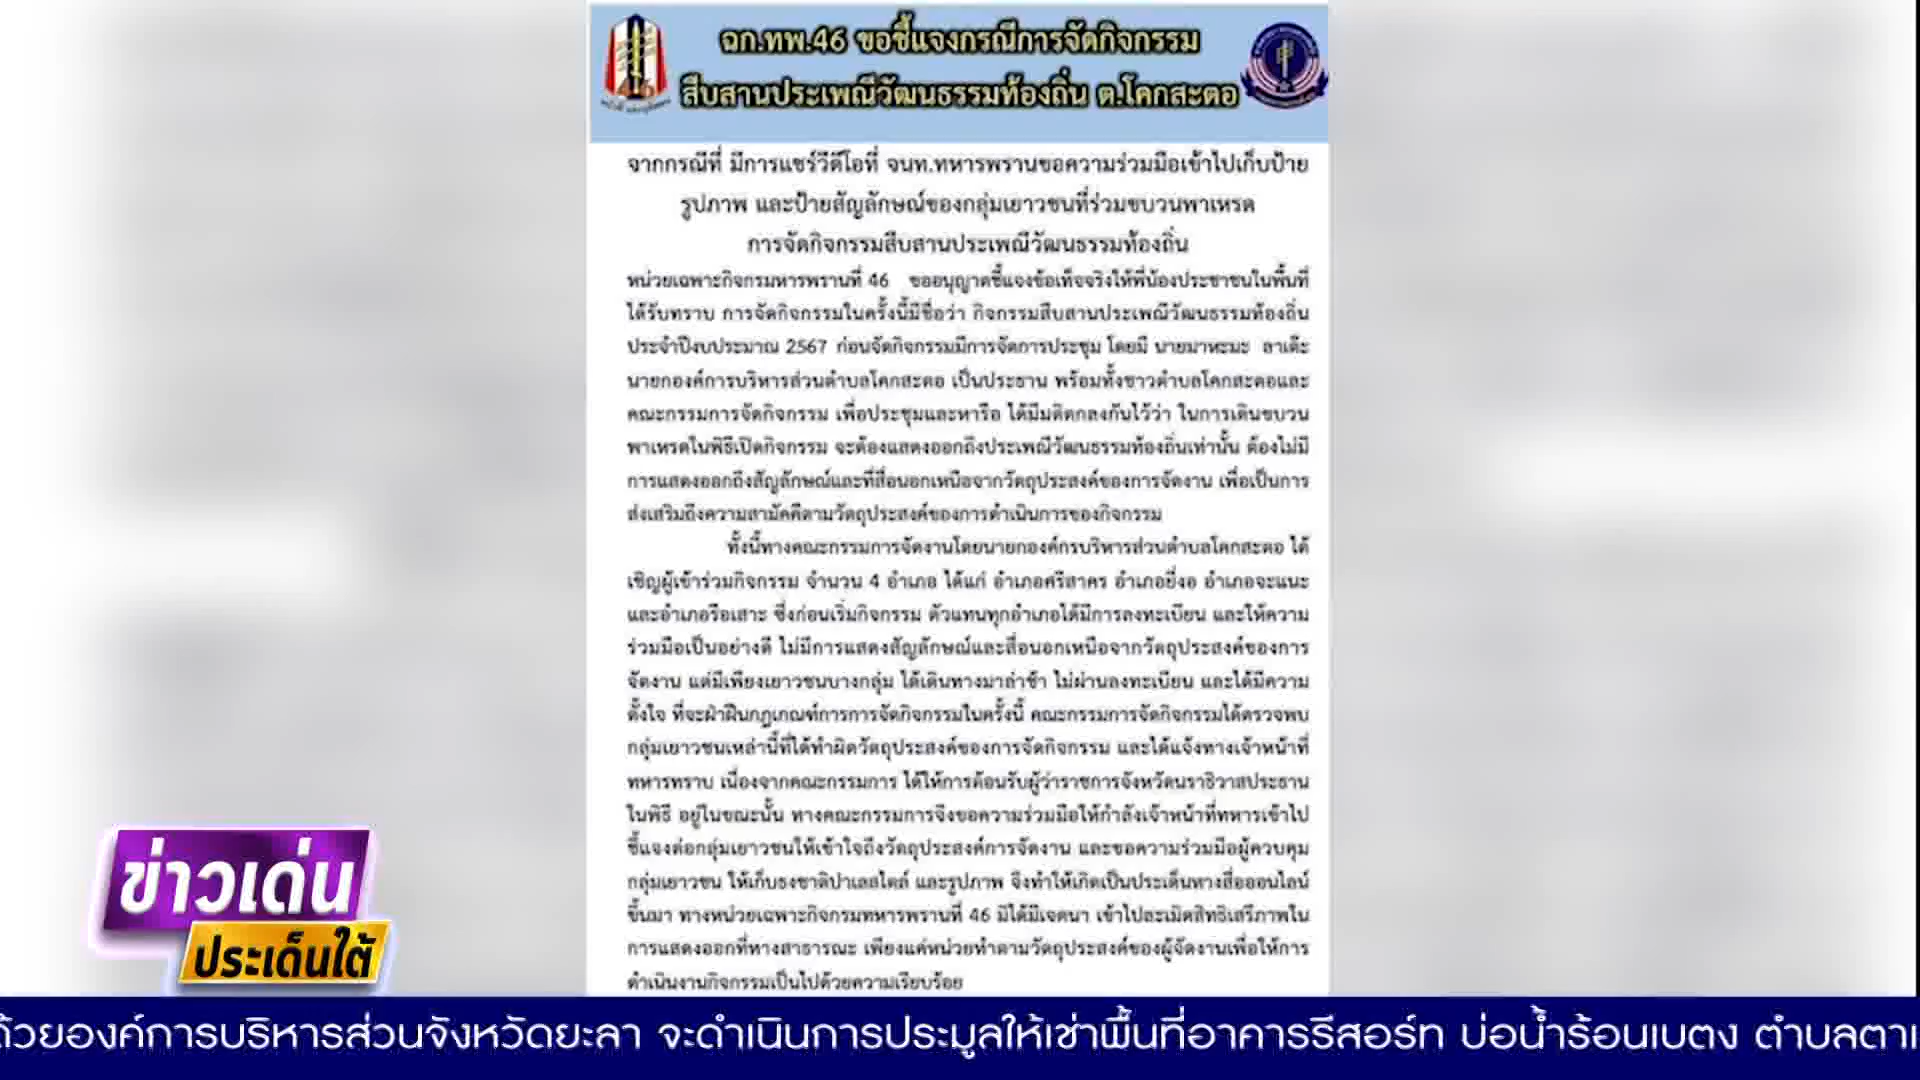 ฉก.ทพ.46 ขอชี้แจงกรณีการจัดกิจกรรม
สืบสานประเพณีวัฒนธรรมท้องถิ่น ต.โคกสะตอ
จากกรณีที่ มีการแชร์วีดีโอที่ จนท.ทหารพรานขอความร่วมมือเข้าไปเก็บป้าย
รูปภาพ และป้ายสัญลักษณ์ของกลุ่มเยาวชนที่ร่วมขบวนพาเหรด
การจัดกิจกรรมสืบสานประเพณีวัฒนธรรมท้องถิ่น
หน่วยเฉพาะกิจกรมทหารพรานที่ 46 ขออนุญาตชี้แจงข้อเท็จจริงให้พี่น้องประชาชนในพื้นที่
ได้รับทราบ การจัดกิจกรรมในครั้งนี้มีชื่อว่า กิจกรรมสืบสานประเพณีวัฒนธรรมท้องถิ่น
ประจำปีงบประมาณ 2567 ก่อนจัดกิจกรรมมีการจัดการประชุม โดยมี นายมาหะมะ ลาเต๊ะ
นายกองค์การบริหารส่วนตำบลโคกสะตอ เป็นประธาน พร้อมทั้งชาวตำบลโคกสะตอและ
คณะกรรมการจัดกิจกรรม เพื่อประชุมและหารือ ได้มีมติตกลงกันไว้ว่า ในการเดินขบวน
พาเหรดในพิธีเปิดกิจกรรม จะต้องแสดงออกถึงประเพณีวัฒนธรรมท้องถิ่นเท่านั้น ต้องไม่มี
การแสดงออกถึงสัญลักษณ์และที่สื่อนอกเหนือจากวัตถุประสงค์ของการจัดงาน เพื่อเป็นการ
ส่งเสริมถึงความสามัคคีตามวัตถุประสงค์ของการดำเนินการของกิจกรรม
ทั้งนี้ทางคณะกรรมการจัดงานโดยนายกองค์กรบริหารส่วนตำบลโคกสะตอ ได้
เชิญผู้เข้าร่วมกิจกรรม จำนวน 4 อำเภอ ได้แก่ อำเภอศรีสาคร อำเภอยี่งอ อำเภอจะแนะ
และอำเภอรือเสาะ ซึ่งก่อนเริ่มกิจกรรม ตัวแทนทุกอำเภอได้มีการลงทะเบียน และให้ความ
ร่วมมือเป็นอย่างดี ไม่มีการแสดงสัญลักษณ์และสื่อนอกเหนือจากวัตถุประสงค์ของการ
จัดงาน แต่มีเพียงเยาวชนบางกลุ่ม ได้เดินทางมาล่าช้า ไม่ผ่านลงทะเบียน และได้มีความ
ตั้งใจ ที่จะฝ่าฝืนกฎเกณฑ์การการจัดกิจกรรมในครั้งนี้ คณะกรรมการจัดกิจกรรมได้ตรวจพบ
กลุ่มเยาวชนเหล่านี้ที่ได้ทำผิดวัตถุประสงค์ของการจัดกิจกรรม และได้แจ้งทางเจ้าหน้าที่
ทหารทราบ เนื่องจากคณะกรรมการ ได้ให้การต้อนรับผู้ว่าราชการจังหวัดนราธิวาสประธาน
ในพิธี อยู่ในขณะนั้น ทางคณะกรรมการจึงขอความร่วมมือให้กำลังเจ้าหน้าที่ทหารเข้าไป
ชี้แจงต่อกลุ่มเยาวชนให้เข้าใจถึงวัตถุประสงค์การจัดงาน และขอความร่วมมือผู้ควบคุม
กลุ่มเยาวชน ให้เก็บธงชาติปาเลสไตล์ และรูปภาพ จึงทำให้เกิดเป็นประเด็นทางสื่อออนไลน์
ขึ้นมา ทางหน่วยเฉพาะกิจกรมทหารพรานที่ 46 มิได้มีเจตนา เข้าไปละเมิดสิทธิเสรีภาพใน
การแสดงออกที่ทางสาธารณะ เพียงแค่หน่วยทำตามวัตถุประสงค์ของผู้จัดงานเพื่อให้การ
ดำเนินงานกิจกรรมเป็นไปด้วยความเรียบร้อย
ข่าวเด่น
ประเด็นใต้
ด้วยองค์การบริหารส่วนจังหวัดยะลา จะดำเนินการประมูลให้เช่าพื้นที่อาคารรีสอร์ท บ่อน้ำร้อนเบตง ตำบลตาเ